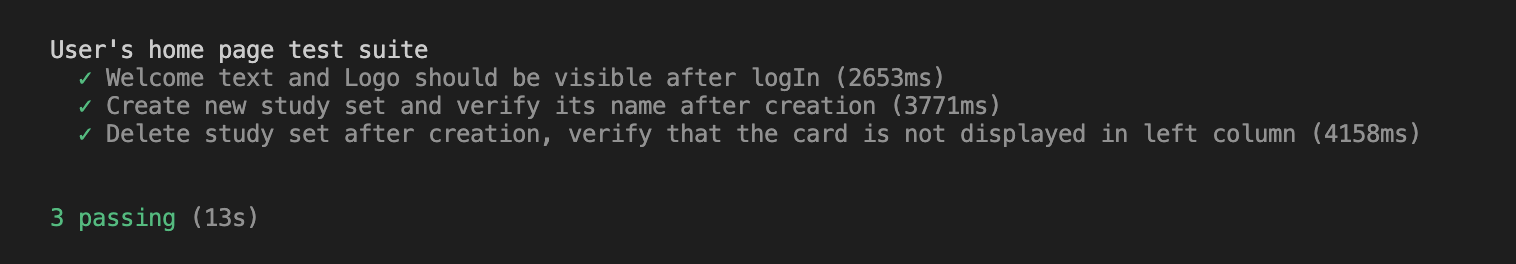 User's home page test suite
✓ Welcome text and Logo should be visible after logIn (2653ms)
✓ Create new study set and verify its name after creation (3771ms)
✓ Delete study set after creation, verify that the card is not displayed in left column (4158ms)
3 passing (13s)